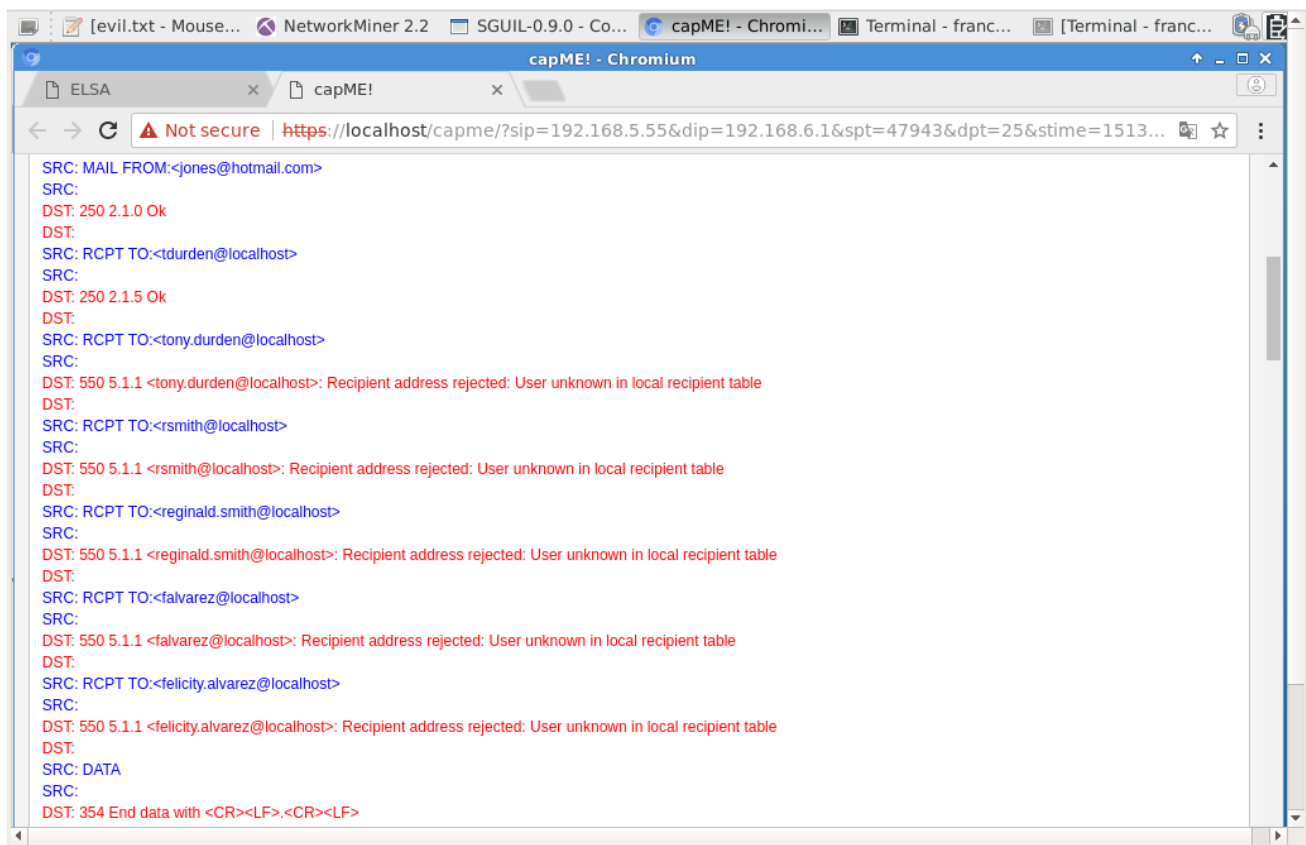 [evil.txt - Mouse... NetworkMiner 2.2 SGUIL-0.9.0 - Co... capME! - Chromi... Terminal - franc... [Terminal - franc...
capME! - Chromium
ELSA capME!
Not secure https://localhost/capme/?sip=192.168.5.55&dip=192.168.6.1&spt=47943&dpt=25&stime=1513...
SRC: MAIL FROM:<jones@hotmail.com>
SRC:
DST: 250 2.1.0 Ok
DST:
SRC: RCPT TO:<tdurden@localhost>
SRC:
DST: 250 2.1.5 Ok
DST:
SRC: RCPT TO:<tony.durden@localhost>
SRC:
DST: 550 5.1.1 <tony.durden@localhost>: Recipient address rejected: User unknown in local recipient table
DST:
SRC: RCPT TO:<rsmith@localhost>
SRC:
DST: 550 5.1.1 <rsmith@localhost>: Recipient address rejected: User unknown in local recipient table
DST:
SRC: RCPT TO:<reginald.smith@localhost>
SRC:
DST: 550 5.1.1 <reginald.smith@localhost>: Recipient address rejected: User unknown in local recipient table
DST:
SRC: RCPT TO:<falvarez@localhost>
SRC:
DST: 550 5.1.1 <falvarez@localhost>: Recipient address rejected: User unknown in local recipient table
DST:
SRC: RCPT TO:<felicity.alvarez@localhost>
SRC:
DST: 550 5.1.1 <felicity.alvarez@localhost>: Recipient address rejected: User unknown in local recipient table
DST:
SRC: DATA
SRC:
DST: 354 End data with <CR><LF>.<CR><LF>